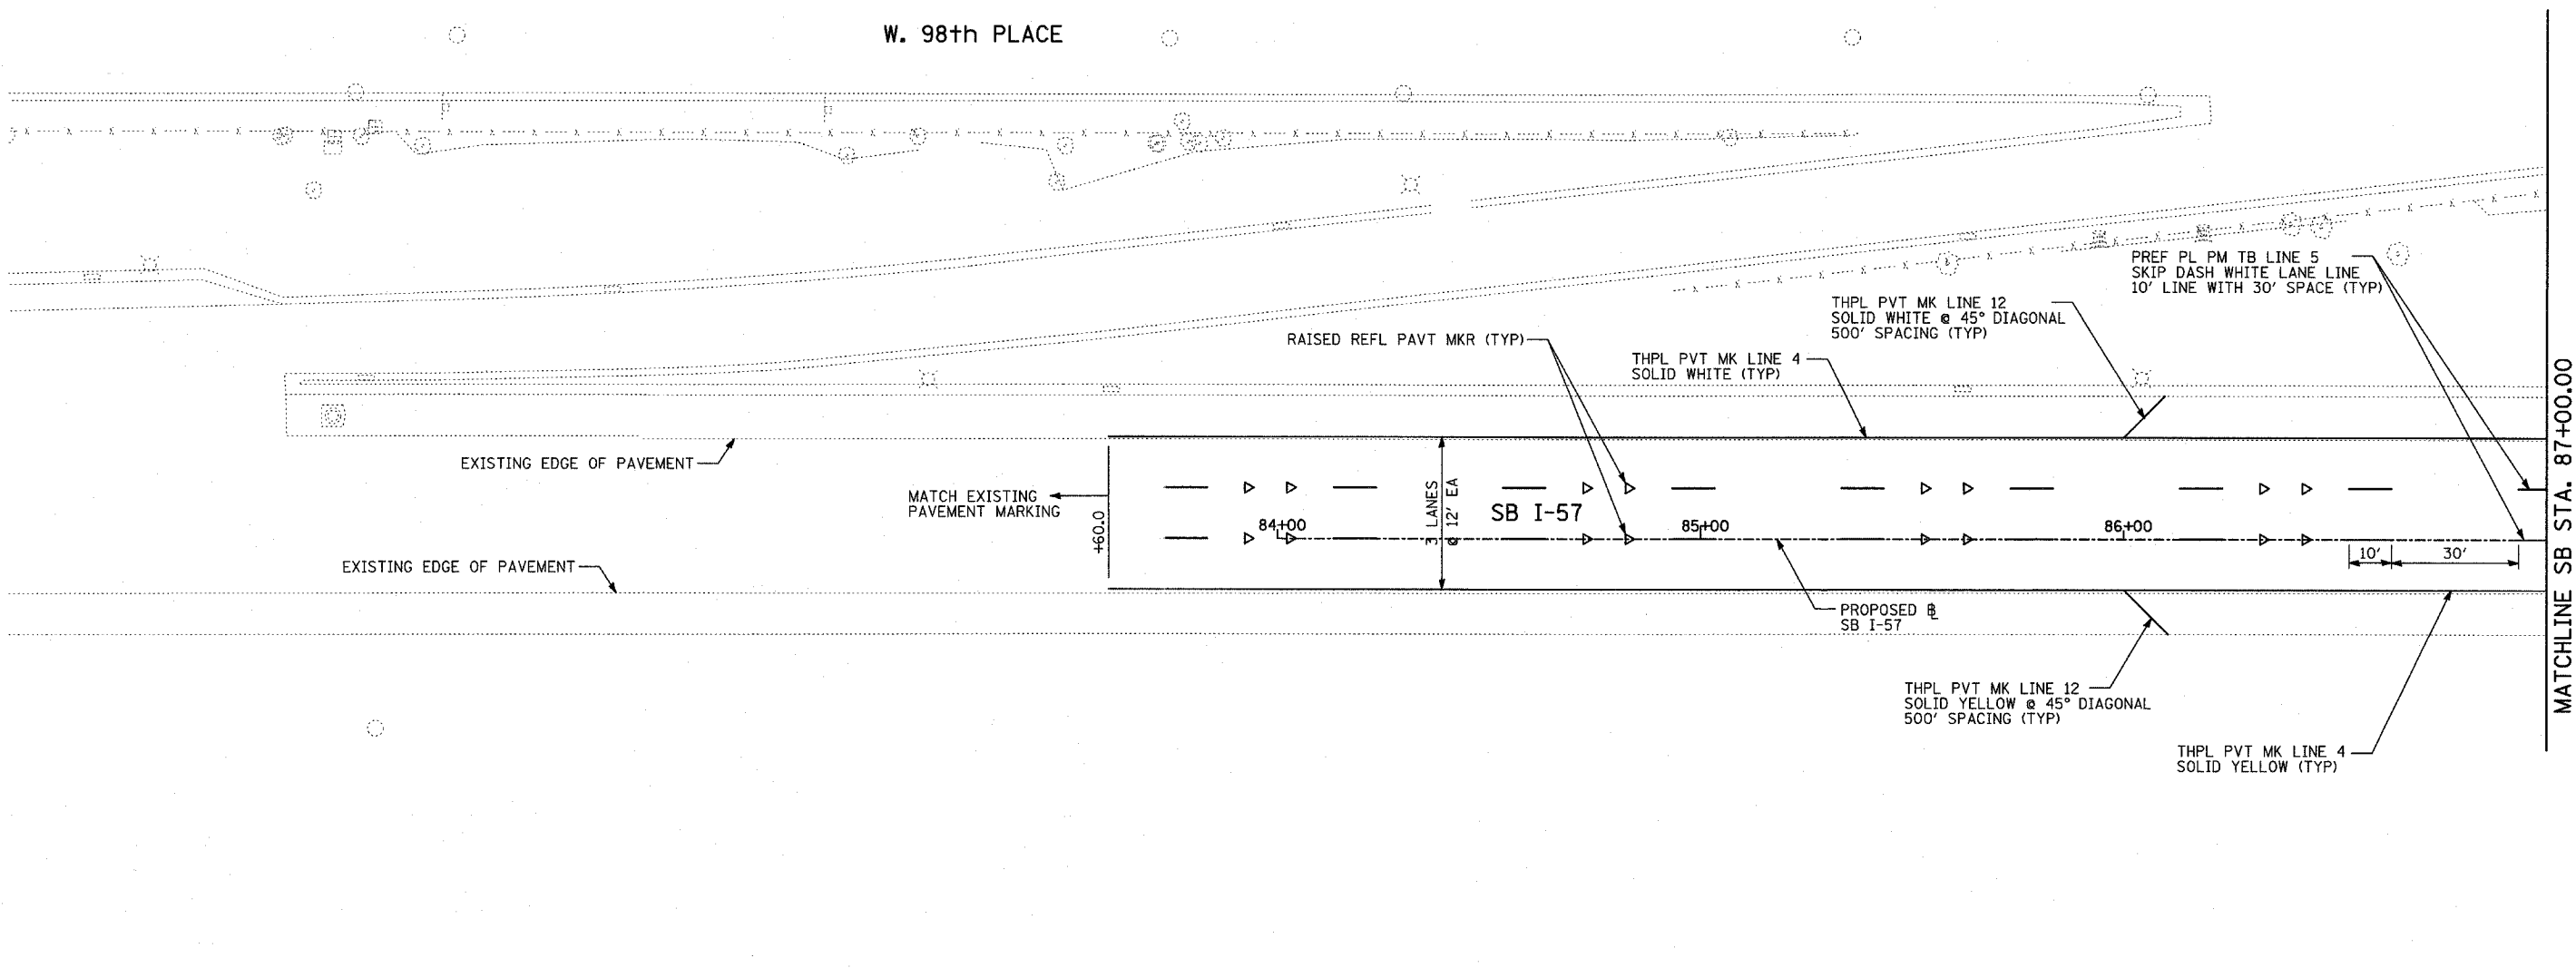 W. 98th PLACE
PREF PL PM TB LINE 5
SKIP DASH WHITE LANE LINE
10' LINE WITH 30' SPACE (TYP)
THPL PVT MK LINE 12
SOLID WHITE @ 45° DIAGONAL
500' SPACING (TYP)
RAISED REFL PAVT MKR (TYP)
THPL PVT MK LINE 4
SOLID WHITE (TYP)
EXISTING EDGE OF PAVEMENT
MATCH EXISTING
PAVEMENT MARKING
+60.0
3 LANES
@ 12' EA
SB I-57
84+00
85+00
86+00
10'
30'
EXISTING EDGE OF PAVEMENT
PROPOSED ℄
SB I-57
THPL PVT MK LINE 12
SOLID YELLOW @ 45° DIAGONAL
500' SPACING (TYP)
THPL PVT MK LINE 4
SOLID YELLOW (TYP)
MATCHLINE SB STA. 87+00.00